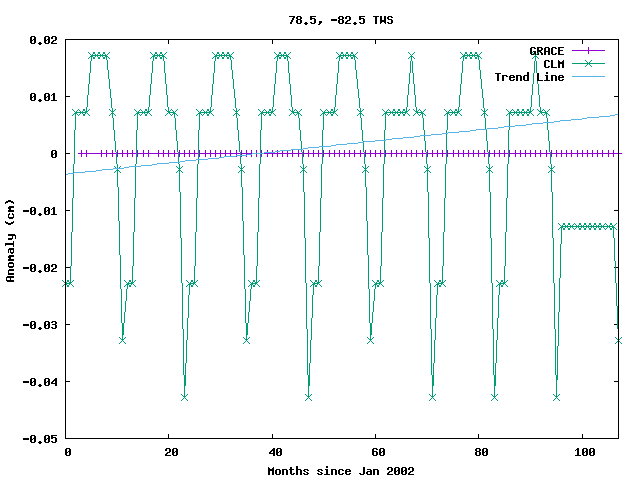 78.5, -82.5 TWS
GRACE
CLM
Trend Line
0.02
0.01
0
-0.01
-0.02
-0.03
-0.04
-0.05
Anomaly (cm)
0 20 40 60 80 100
Months since Jan 2002